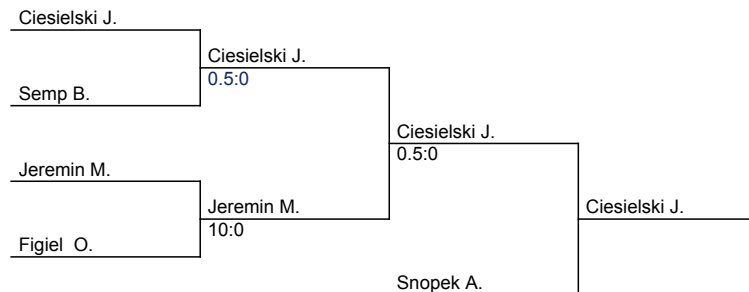 Ciesielski J.
Ciesielski J.
0.5:0
Semp B.
Ciesielski J.
0.5:0
Jeremin M.
Jeremin M.
10:0
Ciesielski J.
Figiel  O.
Snopek A.